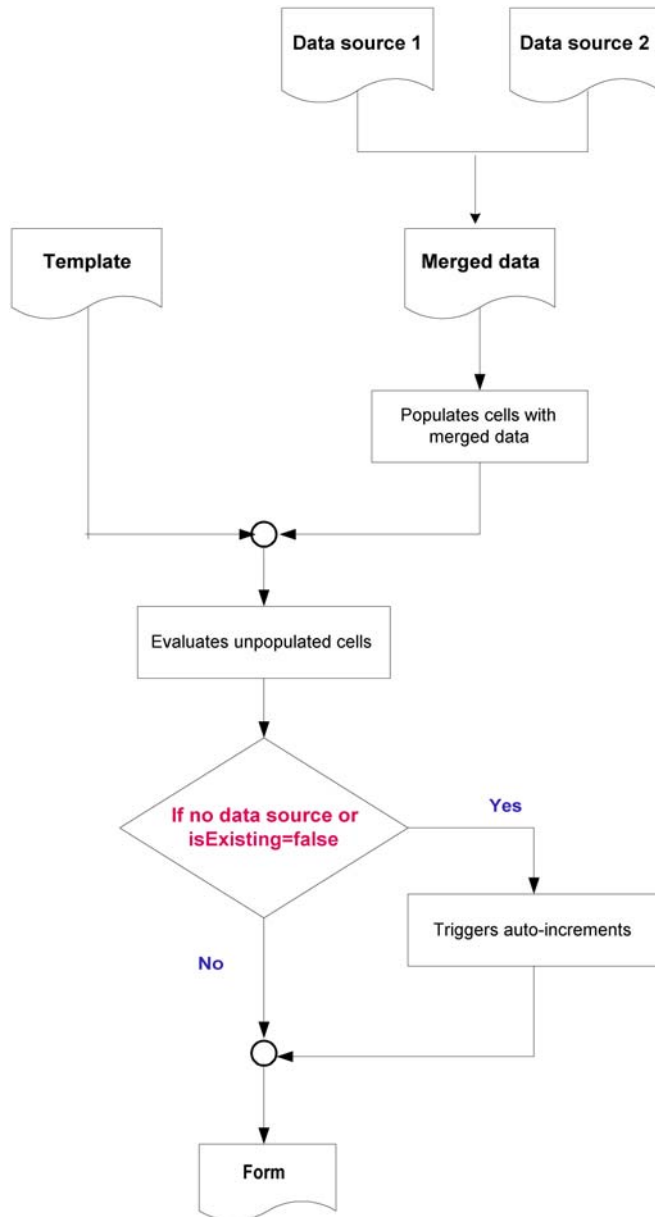 Data source 1
Data source 2
Template
Merged data
Populates cells with
merged data
Evaluates unpopulated cells
If no data source or
isExisting=false
Yes
Triggers auto-increments
No
Form